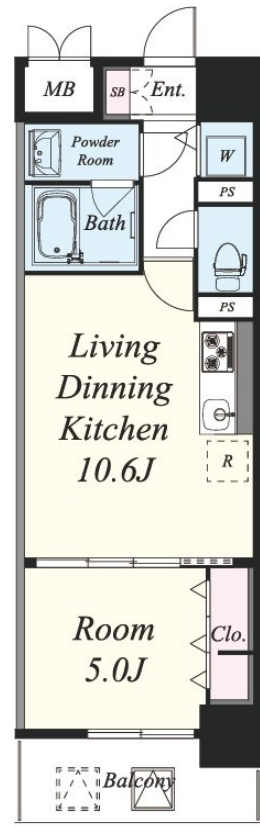 MB
SB
Ent.
Powder
Room
W
PS
Bath
PS
Living
Dinning
Kitchen
10.6J
R
Room
5.0J
Clo.
Balcony